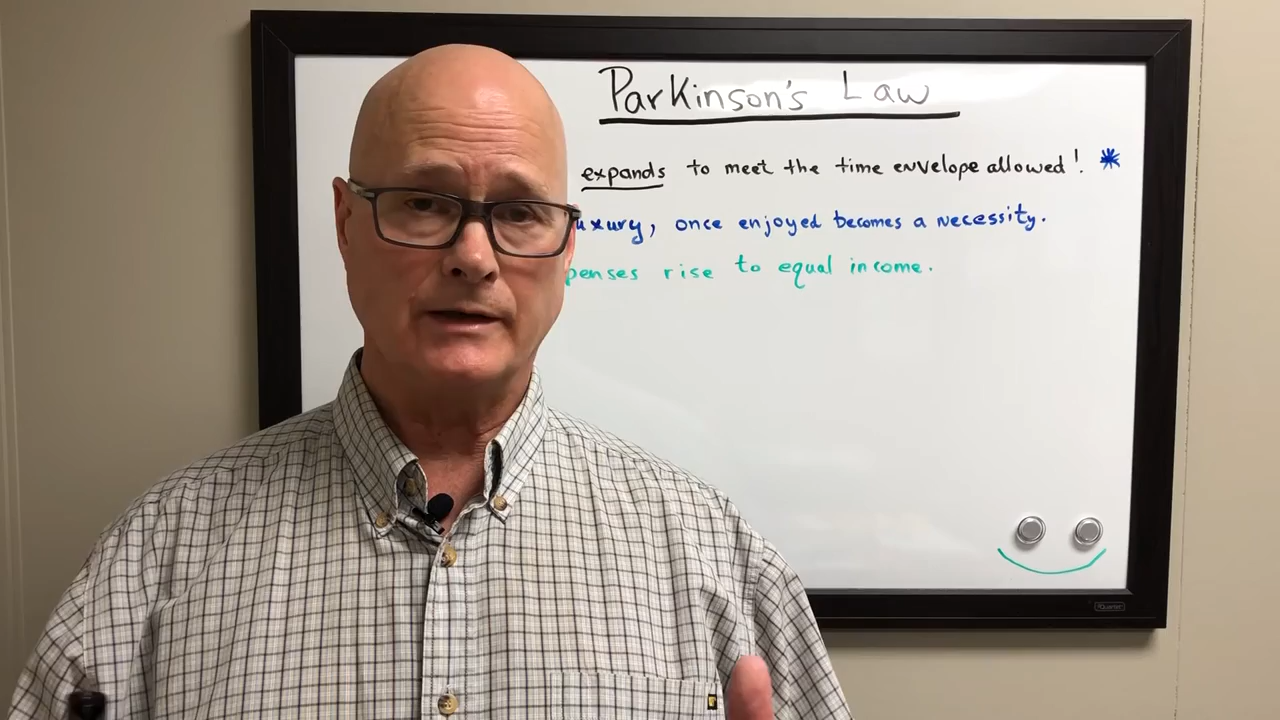 Parkinson's Law
expands to meet the time envelope allowed!
uxury, once enjoyed becomes a necessity.
penses rise to equal income.
Quartet